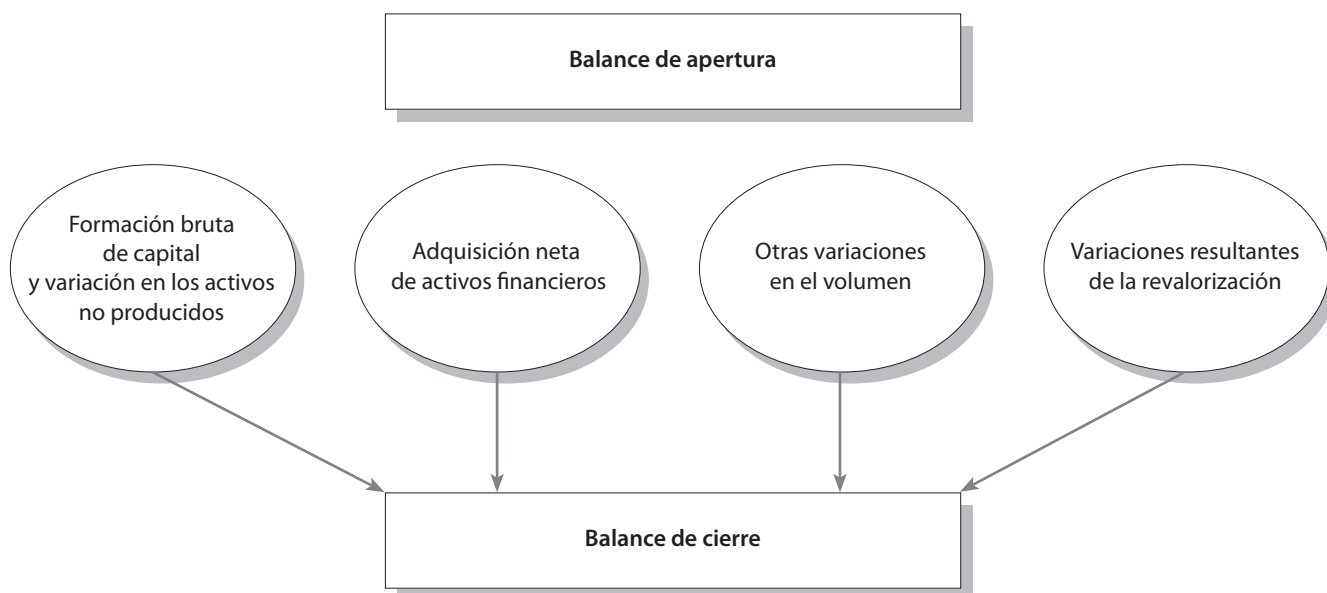 Balance de apertura
Formación bruta
de capital
y variación en los activos
no producidos
Adquisición neta
de activos financieros
Otras variaciones
en el volumen
Variaciones resultantes
de la revalorización
Balance de cierre